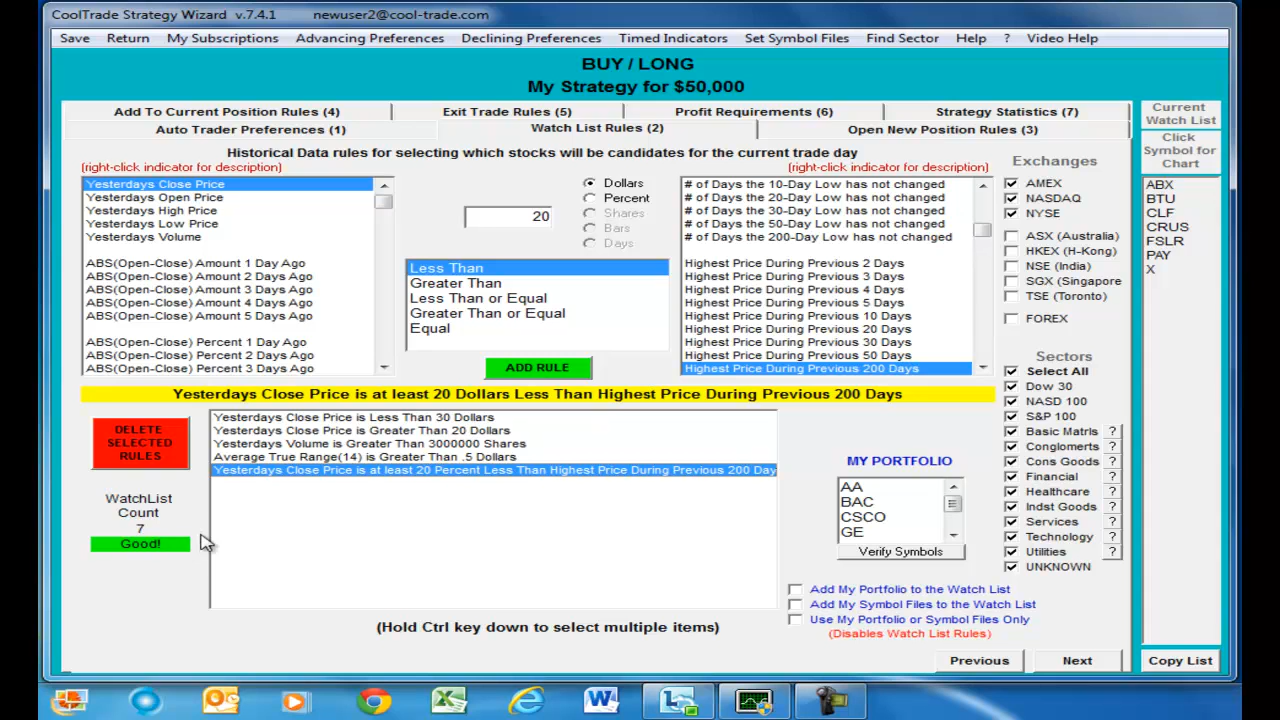 CoolTrade Strategy Wizard v.7.4.1 newuser2@cool-trade.com
Save Return My Subscriptions Advancing Preferences Declining Preferences Timed Indicators Set Symbol Files Find Sector Help ? Video Help
BUY / LONG
My Strategy for $50,000
Add To Current Position Rules (4) Exit Trade Rules (5) Profit Requirements (6) Strategy Statistics (7)
Auto Trader Preferences (1) Watch List Rules (2) Open New Position Rules (3)
Historical Data rules for selecting which stocks will be candidates for the current trade day
(right-click indicator for description)
Yesterdays Close Price
Yesterdays Open Price
Yesterdays High Price
Yesterdays Low Price
Yesterdays Volume
ABS(Open-Close) Amount 1 Day Ago
ABS(Open-Close) Amount 2 Days Ago
ABS(Open-Close) Amount 3 Days Ago
ABS(Open-Close) Amount 4 Days Ago
ABS(Open-Close) Amount 5 Days Ago
ABS(Open-Close) Percent 1 Day Ago
ABS(Open-Close) Percent 2 Days Ago
ABS(Open-Close) Percent 3 Days Ago
20
Dollars
Percent
Shares
Bars
Days
Less Than
Greater Than
Less Than or Equal
Greater Than or Equal
Equal
ADD RULE
(right-click indicator for description)
# of Days the 10-Day Low has not changed
# of Days the 20-Day Low has not changed
# of Days the 30-Day Low has not changed
# of Days the 50-Day Low has not changed
# of Days the 200-Day Low has not changed
Highest Price During Previous 2 Days
Highest Price During Previous 3 Days
Highest Price During Previous 4 Days
Highest Price During Previous 5 Days
Highest Price During Previous 10 Days
Highest Price During Previous 20 Days
Highest Price During Previous 30 Days
Highest Price During Previous 50 Days
Highest Price During Previous 200 Days
Yesterdays Close Price is at least 20 Dollars Less Than Highest Price During Previous 200 Days
DELETE
SELECTED
RULES
WatchList
Count
7
Good!
Yesterdays Close Price is Less Than 30 Dollars
Yesterdays Close Price is Greater Than 20 Dollars
Yesterdays Volume is Greater Than 3000000 Shares
Average True Range(14) is Greater Than .5 Dollars
Yesterdays Close Price is at least 20 Percent Less Than Highest Price During Previous 200 Day
(Hold Ctrl key down to select multiple items)
MY PORTFOLIO
AA
BAC
CSCO
GE
Verify Symbols
Add My Portfolio to the Watch List
Add My Symbol Files to the Watch List
Use My Portfolio or Symbol Files Only
(Disables Watch List Rules)
Previous Next
Exchanges
AMEX
NASDAQ
NYSE
ASX (Australia)
HKEX (H-Kong)
NSE (India)
SGX (Singapore
TSE (Toronto)
FOREX
Sectors
Select All
Dow 30
NASD 100
S&P 100
Basic Matrls ?
Conglomerts ?
Cons Goods ?
Financial ?
Healthcare ?
Indst Goods ?
Services ?
Technology ?
Utilities ?
UNKNOWN
Current
Watch List
Click
Symbol for
Chart
ABX
BTU
CLF
CRUS
FSLR
PAY
X
Copy List